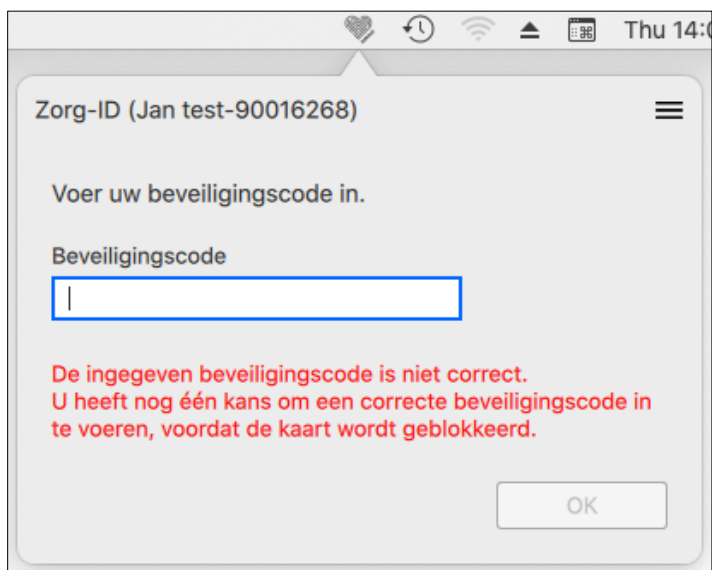 Thu 14:0
Zorg-ID (Jan test-90016268)
Voer uw beveiligingscode in.
Beveiligingscode
De ingegeven beveiligingscode is niet correct.
U heeft nog één kans om een correcte beveiligingscode in
te voeren, voordat de kaart wordt geblokkeerd.
OK